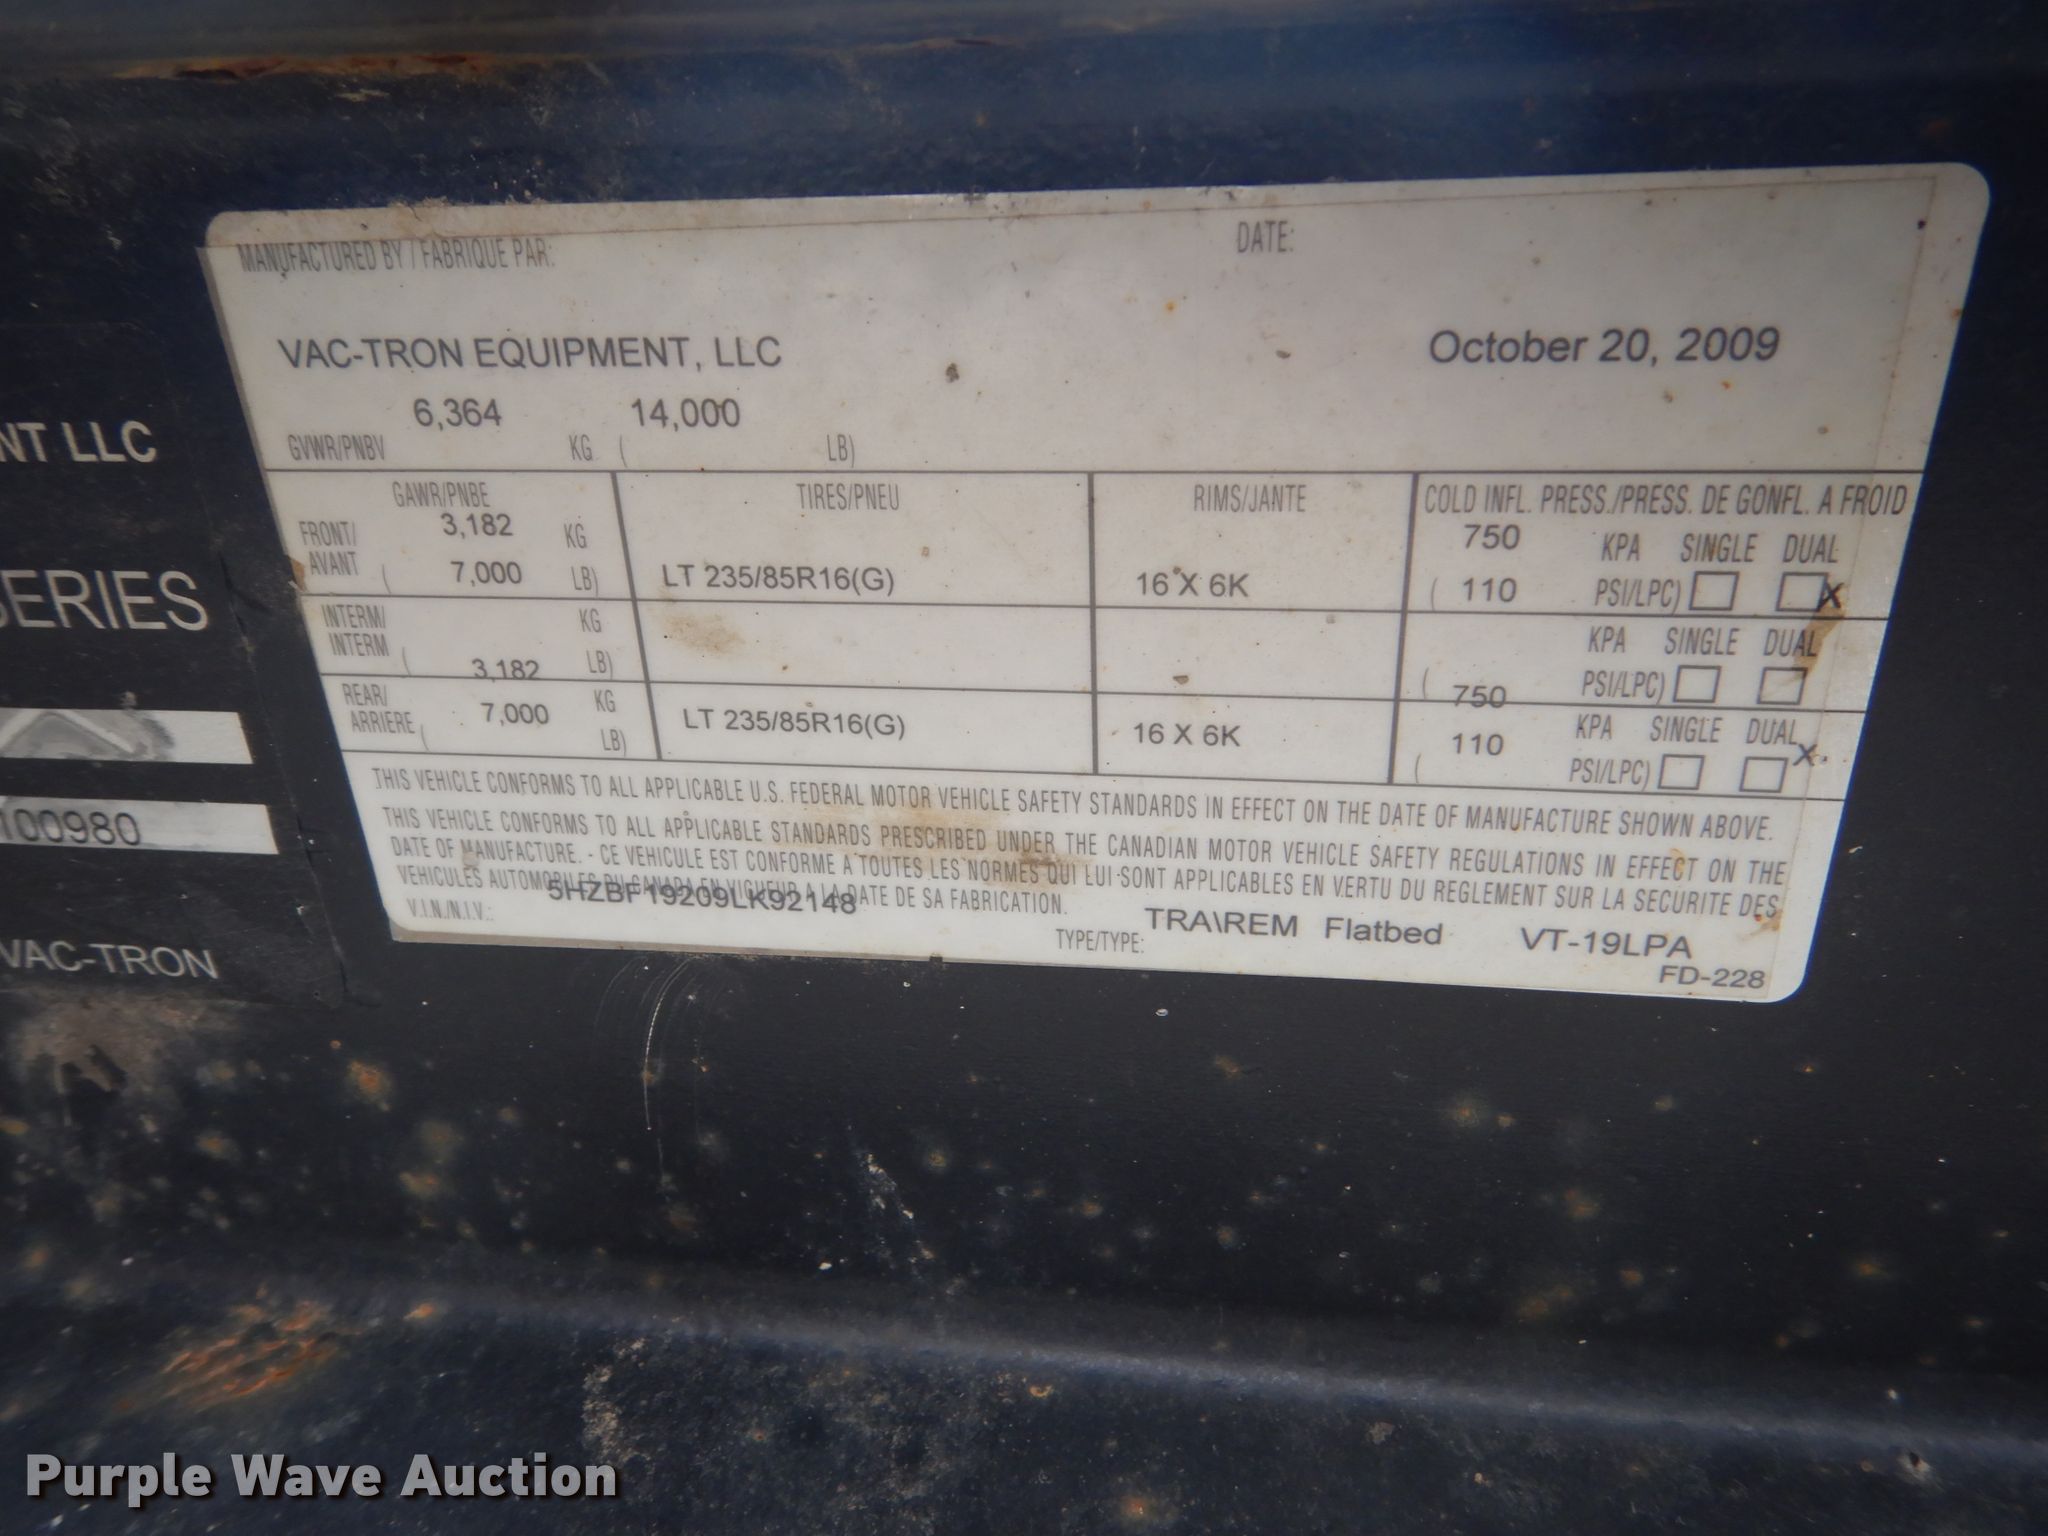 MANUFACTURED BY / FABRIQUE PAR:
DATE:
VAC-TRON EQUIPMENT, LLC
October 20, 2009
6,364 14,000
GVWR/PNBV KG ( LB)
GAWR/PNBE TIRES/PNEU RIMS/JANTE COLD INFL. PRESS./PRESS. DE GONFL. A FROID
FRONT/ 3,182 KG 750 KPA SINGLE DUAL
AVANT ( 7,000 LB) LT 235/85R16(G) 16 X 6K ( 110 PSI/LPC) X
INTERM/ KG KPA SINGLE DUAL
INTERM ( 3,182 LB) ( 750 PSI/LPC)
REAR/ 7,000 KG KPA SINGLE DUAL X
ARRIERE ( LB) LT 235/85R16(G) 16 X 6K ( 110 PSI/LPC)
THIS VEHICLE CONFORMS TO ALL APPLICABLE U.S. FEDERAL MOTOR VEHICLE SAFETY STANDARDS IN EFFECT ON THE DATE OF MANUFACTURE SHOWN ABOVE.
THIS VEHICLE CONFORMS TO ALL APPLICABLE STANDARDS PRESCRIBED UNDER THE CANADIAN MOTOR VEHICLE SAFETY REGULATIONS IN EFFECT ON THE
DATE OF MANUFACTURE. - CE VEHICULE EST CONFORME A TOUTES LES NORMES QUI LUI SONT APPLICABLES EN VERTU DU REGLEMENT SUR LA SECURITE DES
VEHICULES AUTOMOBILES DU CANADA EN VIGUEUR A LA DATE DE SA FABRICATION.
V.I.N./N.I.V.: 5HZBF19209LK92148
TYPE/TYPE: TRA\REM Flatbed VT-19LPA
FD-228
NT LLC
SERIES
100980
VAC-TRON
Purple Wave Auction